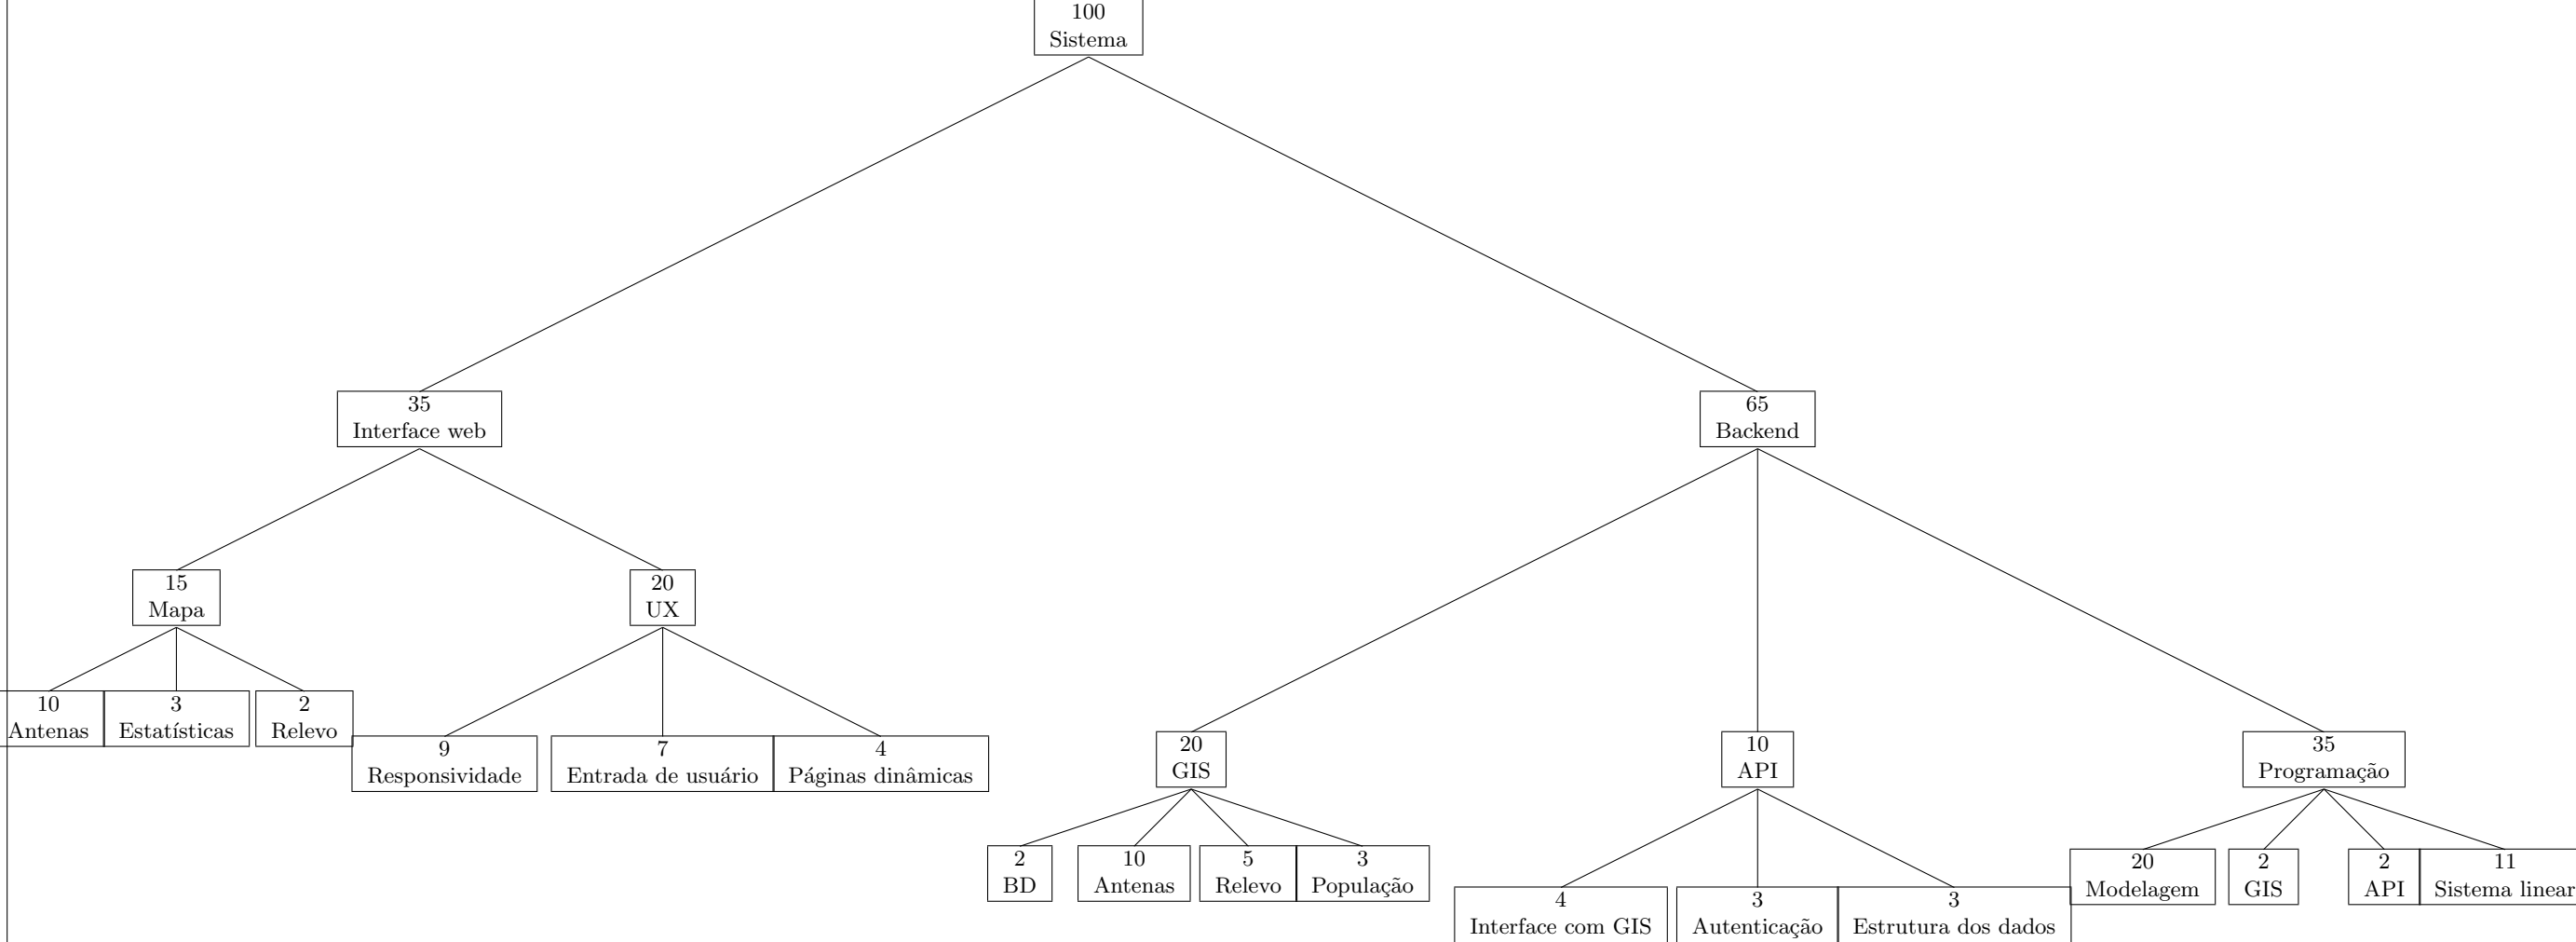 100
Sistema
35
Interface web
65
Backend
15
Mapa
20
UX
10
Antenas
3
Estatísticas
2
Relevo
9
Responsividade
7
Entrada de usuário
4
Páginas dinâmicas
20
GIS
10
API
35
Programação
2
BD
10
Antenas
5
Relevo
3
População
4
Interface com GIS
3
Autenticação
3
Estrutura dos dados
20
Modelagem
2
GIS
2
API
11
Sistema linear